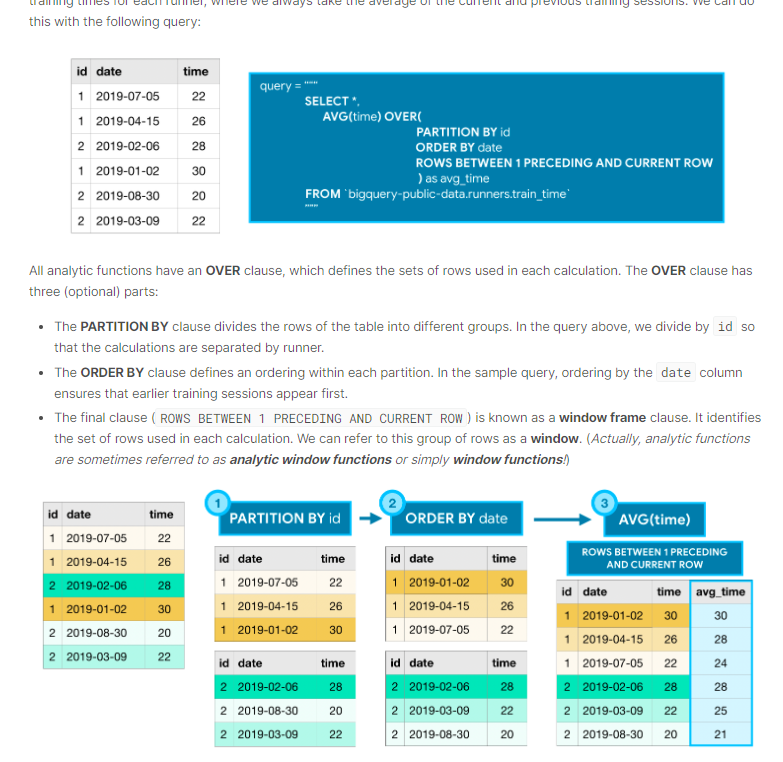 training times for each runner, where we always take the average of the current and previous training sessions. We can do
this with the following query:
id date time
1 2019-07-05 22
1 2019-04-15 26
2 2019-02-06 28
1 2019-01-02 30
2 2019-08-30 20
2 2019-03-09 22
query = """
SELECT *,
AVG(time) OVER(
PARTITION BY id
ORDER BY date
ROWS BETWEEN 1 PRECEDING AND CURRENT ROW
) as avg_time
FROM `bigquery-public-data.runners.train_time`
"""
All analytic functions have an OVER clause, which defines the sets of rows used in each calculation. The OVER clause has
three (optional) parts:
• The PARTITION BY clause divides the rows of the table into different groups. In the query above, we divide by id so
that the calculations are separated by runner.
• The ORDER BY clause defines an ordering within each partition. In the sample query, ordering by the date column
ensures that earlier training sessions appear first.
• The final clause ( ROWS BETWEEN 1 PRECEDING AND CURRENT ROW ) is known as a window frame clause. It identifies
the set of rows used in each calculation. We can refer to this group of rows as a window. (Actually, analytic functions
are sometimes referred to as analytic window functions or simply window functions!)
id date time
1 2019-07-05 22
1 2019-04-15 26
2 2019-02-06 28
1 2019-01-02 30
2 2019-08-30 20
2 2019-03-09 22
1
PARTITION BY id
id date time
1 2019-07-05 22
1 2019-04-15 26
1 2019-01-02 30
id date time
2 2019-02-06 28
2 2019-08-30 20
2 2019-03-09 22
2
ORDER BY date
id date time
1 2019-01-02 30
1 2019-04-15 26
1 2019-07-05 22
id date time
2 2019-02-06 28
2 2019-03-09 22
2 2019-08-30 20
3
AVG(time)
ROWS BETWEEN 1 PRECEDING
AND CURRENT ROW
id date time avg_time
1 2019-01-02 30 30
1 2019-04-15 26 28
1 2019-07-05 22 24
2 2019-02-06 28 28
2 2019-03-09 22 25
2 2019-08-30 20 21